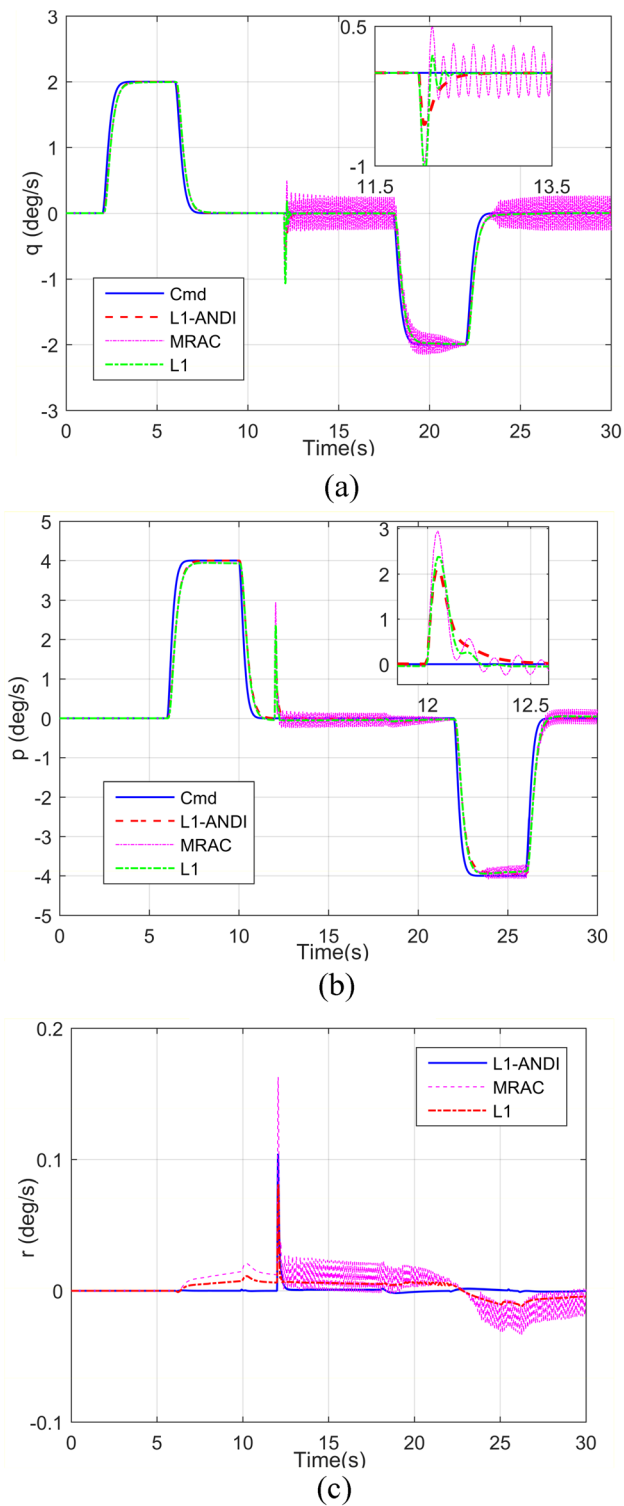 3
2
1
0
-1
-2
-3
q (deg/s)
0.5
-1
11.5
13.5
Cmd
L1-ANDI
MRAC
L1
0
5
10
15
20
25
30
Time(s)
(a)
5
4
3
2
1
0
-1
-2
-3
-4
-5
p (deg/s)
3
2
1
0
12
12.5
Cmd
L1-ANDI
MRAC
L1
0
5
10
15
20
25
30
Time(s)
(b)
0.2
0.1
0
-0.1
r (deg/s)
L1-ANDI
MRAC
L1
0
5
10
15
20
25
30
Time(s)
(c)